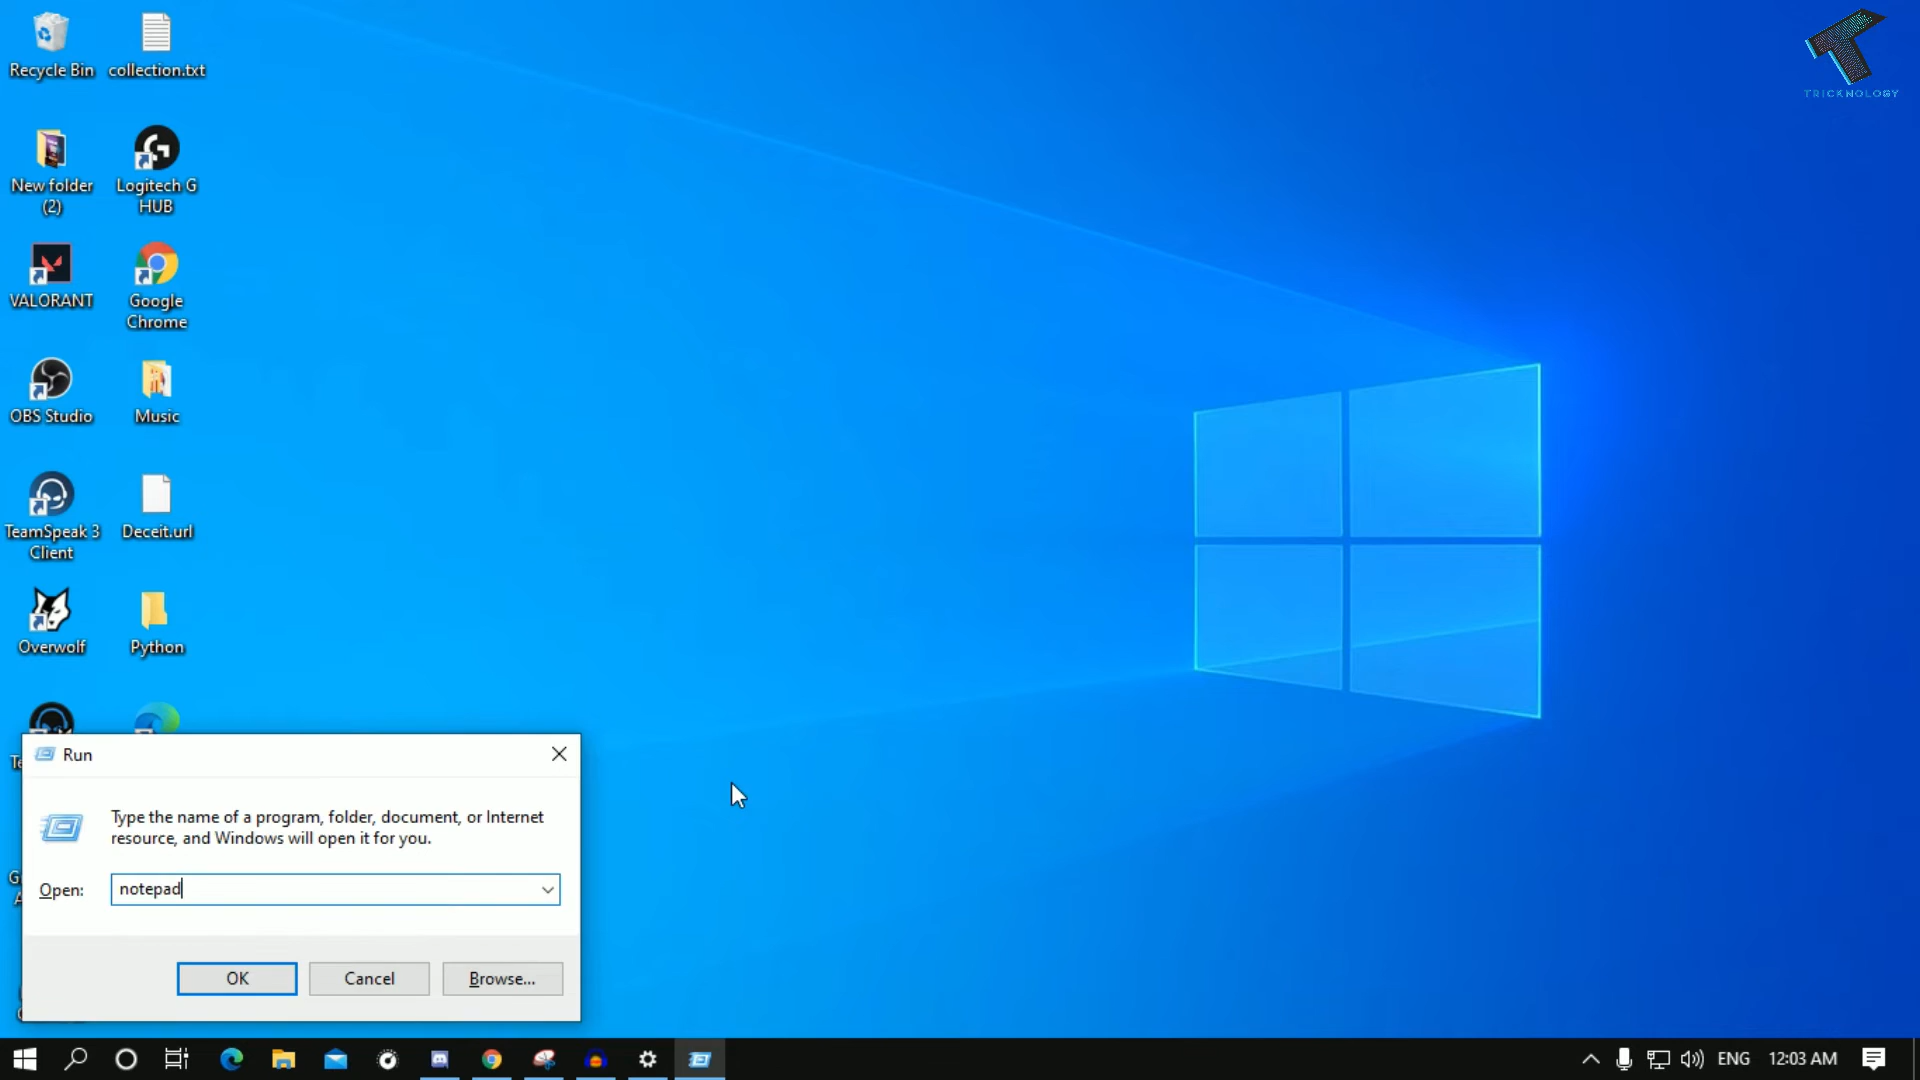 Recycle Bin
collection.txt
TRICKNOLOGY
New folder
(2)
Logitech G
HUB
VALORANT
Google
Chrome
OBS Studio
Music
TeamSpeak 3
Client
Deceit.url
Overwolf
Python
Run
Type the name of a program, folder, document, or Internet
resource, and Windows will open it for you.
Open:
notepad
OK
Cancel
Browse...
ENG
12:03 AM